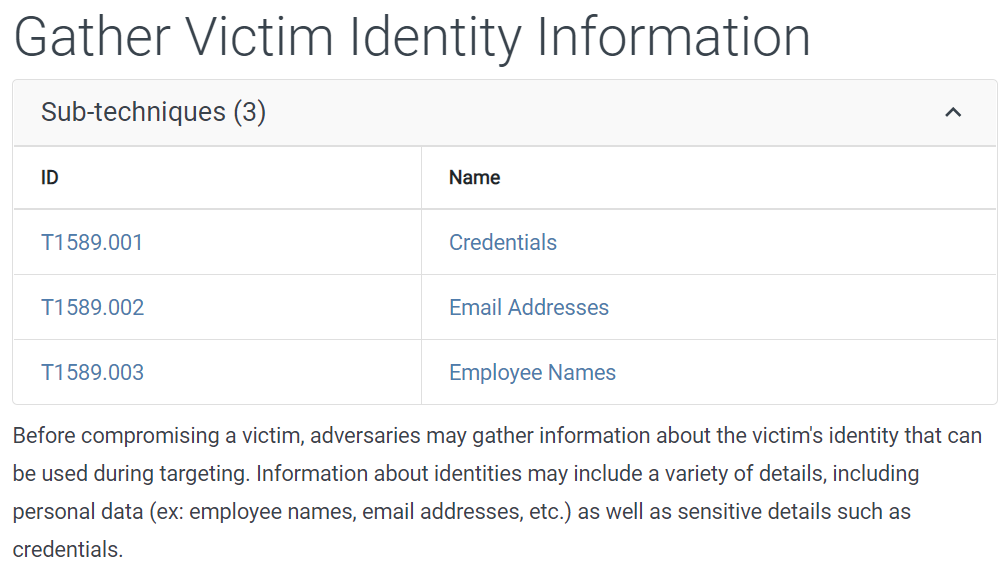 Gather Victim Identity Information
Sub-techniques (3)
ID Name
T1589.001 Credentials
T1589.002 Email Addresses
T1589.003 Employee Names
Before compromising a victim, adversaries may gather information about the victim's identity that can
be used during targeting. Information about identities may include a variety of details, including
personal data (ex: employee names, email addresses, etc.) as well as sensitive details such as
credentials.